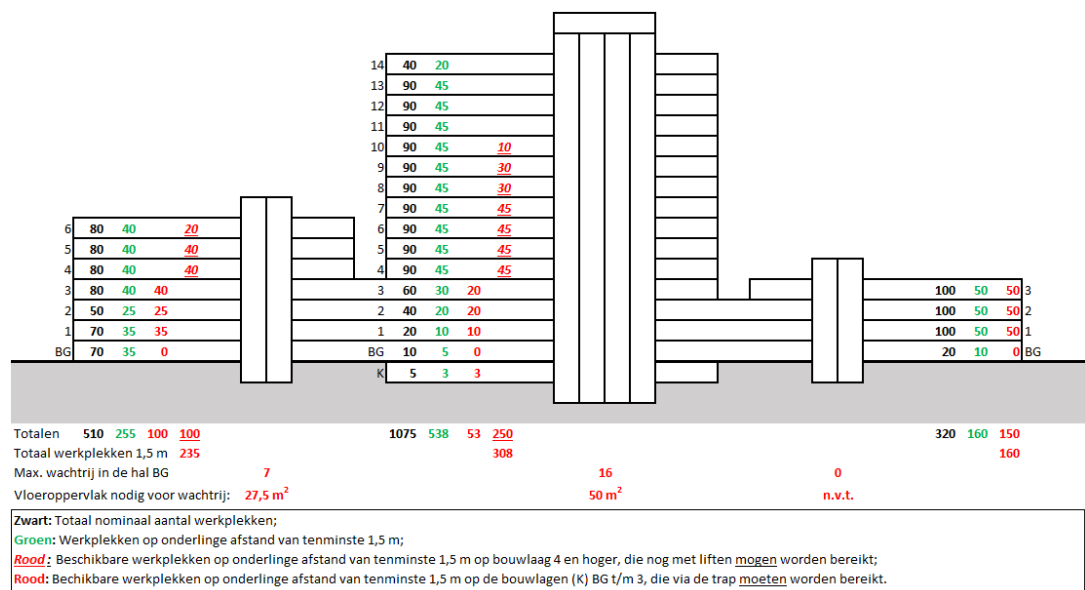 14 40 20
13 90 45
12 90 45
11 90 45
10 90 45 10
9 90 45 30
8 90 45 30
7 90 45 45
6 80 40 20 6 90 45 45
5 80 40 40 5 90 45 45
4 80 40 40 4 90 45 45
3 80 40 40 3 60 30 20 100 50 50 3
2 50 25 25 2 40 20 20 100 50 50 2
1 70 35 35 1 20 10 10 100 50 50 1
BG 70 35 0 BG 10 5 0 20 10 0 BG
K 5 3 3
Totalen 510 255 100 100 1075 538 53 250 320 160 150
Totaal werkplekken 1,5 m 235 308 160
Max. wachtrij in de hal BG 7 16 0
Vloeroppervlak nodig voor wachtrij: 27,5 m² 50 m² n.v.t.
Zwart: Totaal nominaal aantal werkplekken;
Groen: Werkplekken op onderlinge afstand van tenminste 1,5 m;
Rood : Beschikbare werkplekken op onderlinge afstand van tenminste 1,5 m op bouwlaag 4 en hoger, die nog met liften mogen worden bereikt;
Rood: Bechikbare werkplekken op onderlinge afstand van tenminste 1,5 m op de bouwlagen (K) BG t/m 3, die via de trap moeten worden bereikt.